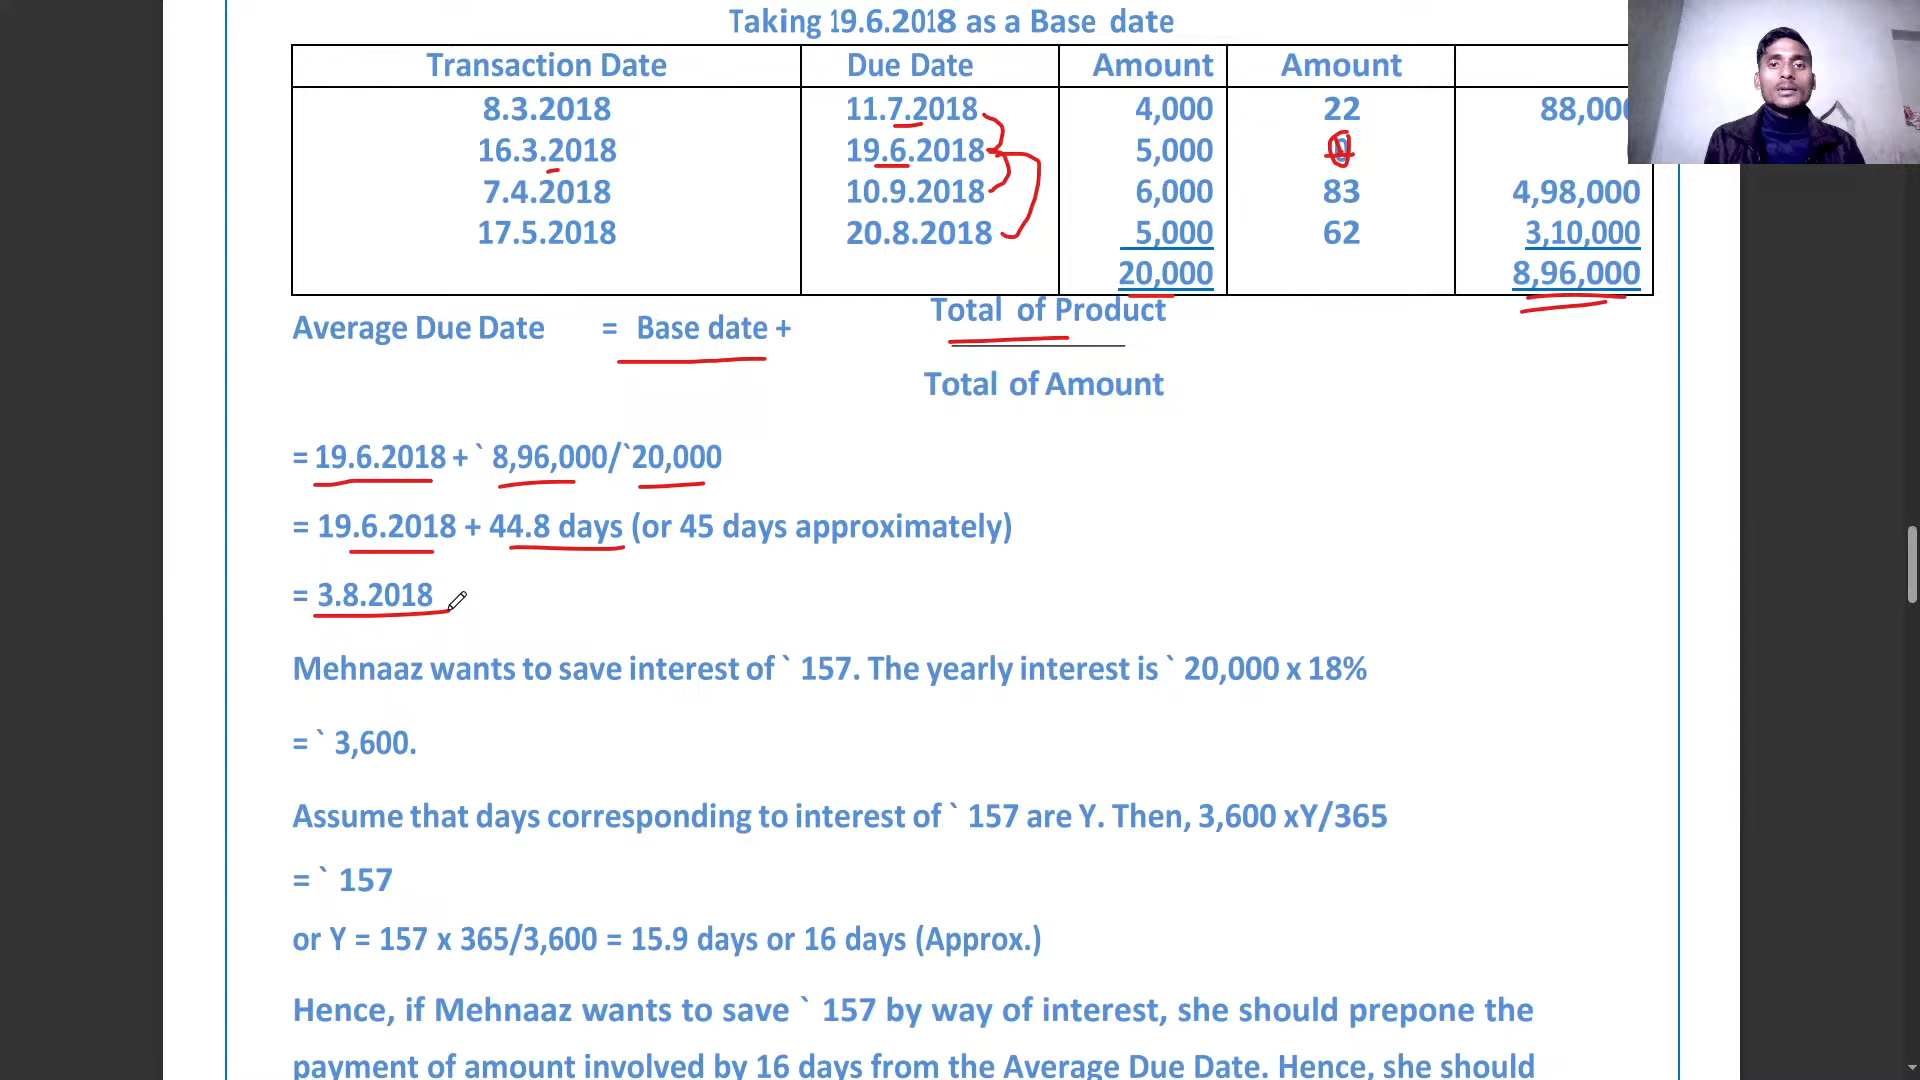 Taking 19.6.2018 as a Base date
Transaction Date Due Date Amount Amount
8.3.2018 11.7.2018 4,000 22 88,00
16.3.2018 19.6.2018 5,000 0
7.4.2018 10.9.2018 6,000 83 4,98,000
17.5.2018 20.8.2018 5,000 62 3,10,000
20,000 8,96,000
Average Due Date = Base date + Total of Product
Total of Amount
= 19.6.2018 + ` 8,96,000/`20,000
= 19.6.2018 + 44.8 days (or 45 days approximately)
= 3.8.2018
Mehnaaz wants to save interest of ` 157. The yearly interest is ` 20,000 x 18%
= ` 3,600.
Assume that days corresponding to interest of ` 157 are Y. Then, 3,600 xY/365
= ` 157
or Y = 157 x 365/3,600 = 15.9 days or 16 days (Approx.)
Hence, if Mehnaaz wants to save ` 157 by way of interest, she should prepone the
payment of amount involved by 16 days from the Average Due Date. Hence, she should